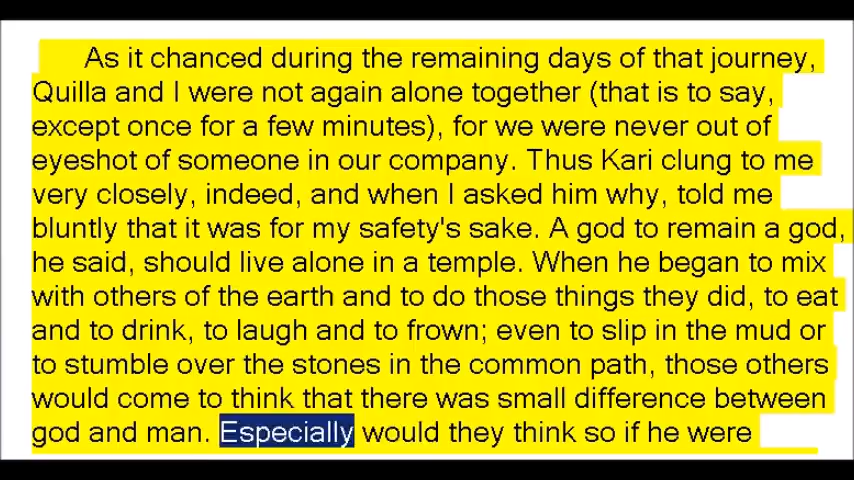 As it chanced during the remaining days of that journey,
Quilla and I were not again alone together (that is to say,
except once for a few minutes), for we were never out of
eyeshot of someone in our company. Thus Kari clung to me
very closely, indeed, and when I asked him why, told me
bluntly that it was for my safety's sake. A god to remain a god,
he said, should live alone in a temple. When he began to mix
with others of the earth and to do those things they did, to eat
and to drink, to laugh and to frown; even to slip in the mud or
to stumble over the stones in the common path, those others
would come to think that there was small difference between
god and man. Especially would they think so if he were